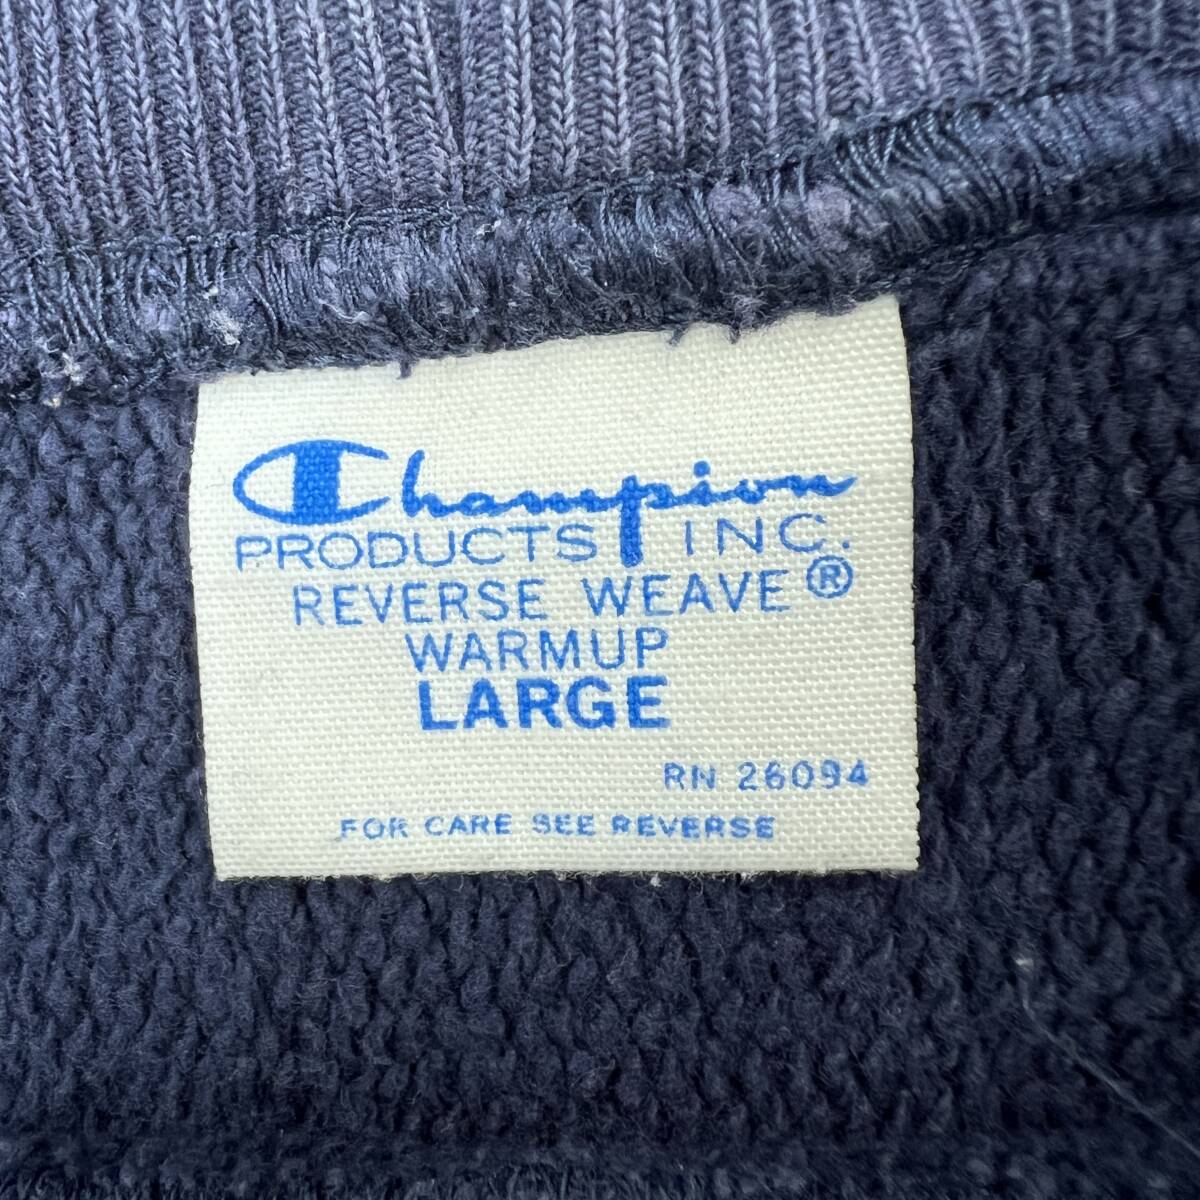 Champion
PRODUCTS INC.
REVERSE WEAVE®
WARMUP
LARGE
RN 26094
FOR CARE SEE REVERSE